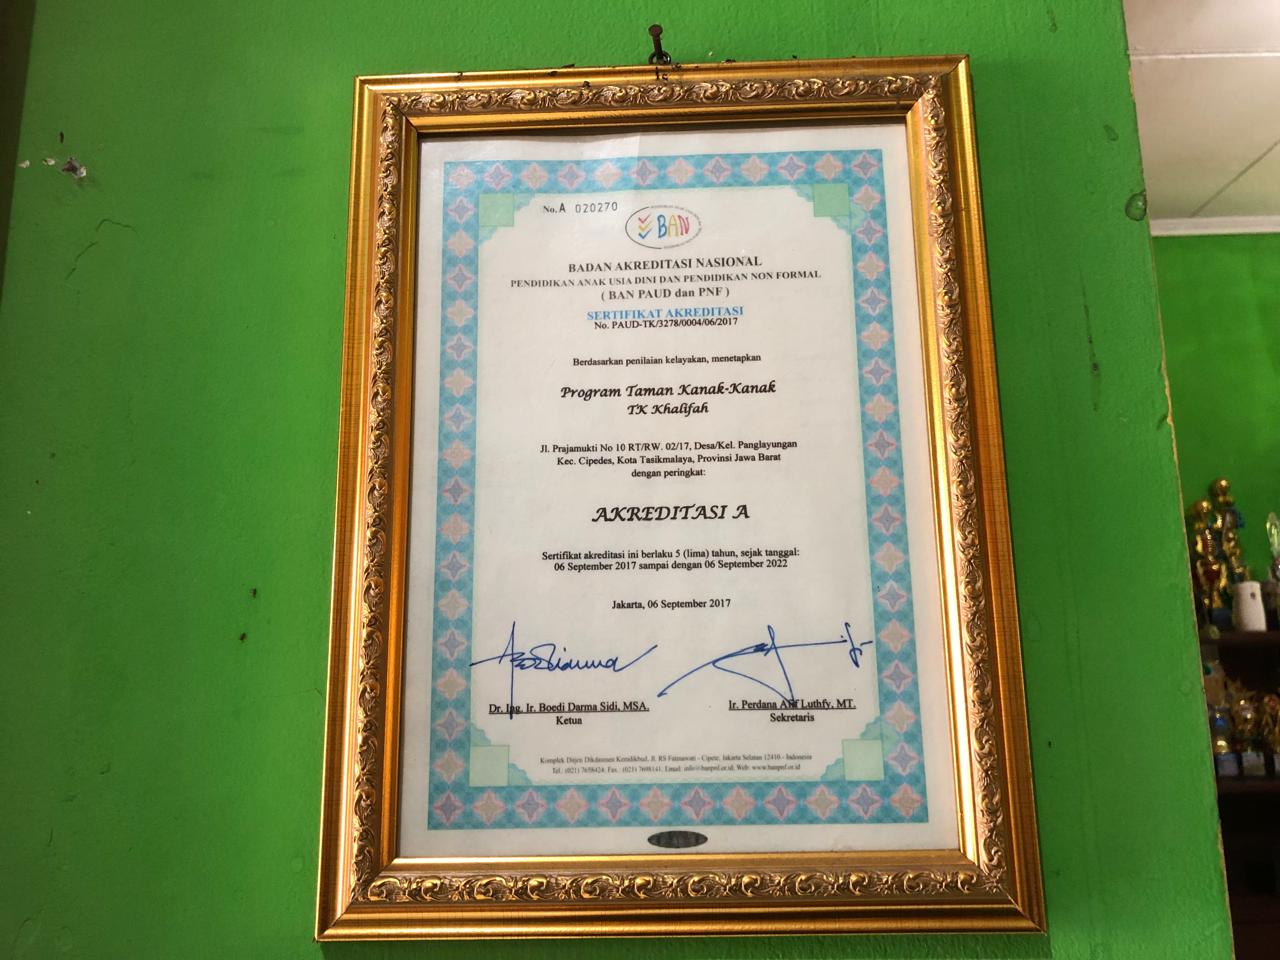 No. A 020270
BAN
BADAN AKREDITASI NASIONAL
PENDIDIKAN ANAK USIA DINI DAN PENDIDIKAN NON FORMAL
( BAN PAUD dan PNF )
SERTIFIKAT AKREDITASI
No. PAUD-TK/3278/0004/06/2017
Berdasarkan penilaian kelayakan, menetapkan
Program Taman Kanak-Kanak
TK Khalifah
Jl. Prajamukti No 10 RT/RW. 02/17, Desa/Kel. Panglayungan
Kec. Cipedes, Kota Tasikmalaya, Provinsi Jawa Barat
dengan peringkat:
AKREDITASI A
Sertifikat akreditasi ini berlaku 5 (lima) tahun, sejak tanggal:
06 September 2017 sampai dengan 06 September 2022
Jakarta, 06 September 2017
Dr. Ing. Ir. Boedi Darma Sidi, MSA.
Ketua
Ir. Perdana Afif Luthfy, MT.
Sekretaris
Komplek Ditjen Dikdasmen Kemdikbud, Jl. RS Fatmawati - Cipete, Jakarta Selatan 12410 - Indonesia
Tel.: (021) 7658424; Fax.: (021) 7698141; Email: info@banpnf.or.id; Web: www.banpnf.or.id